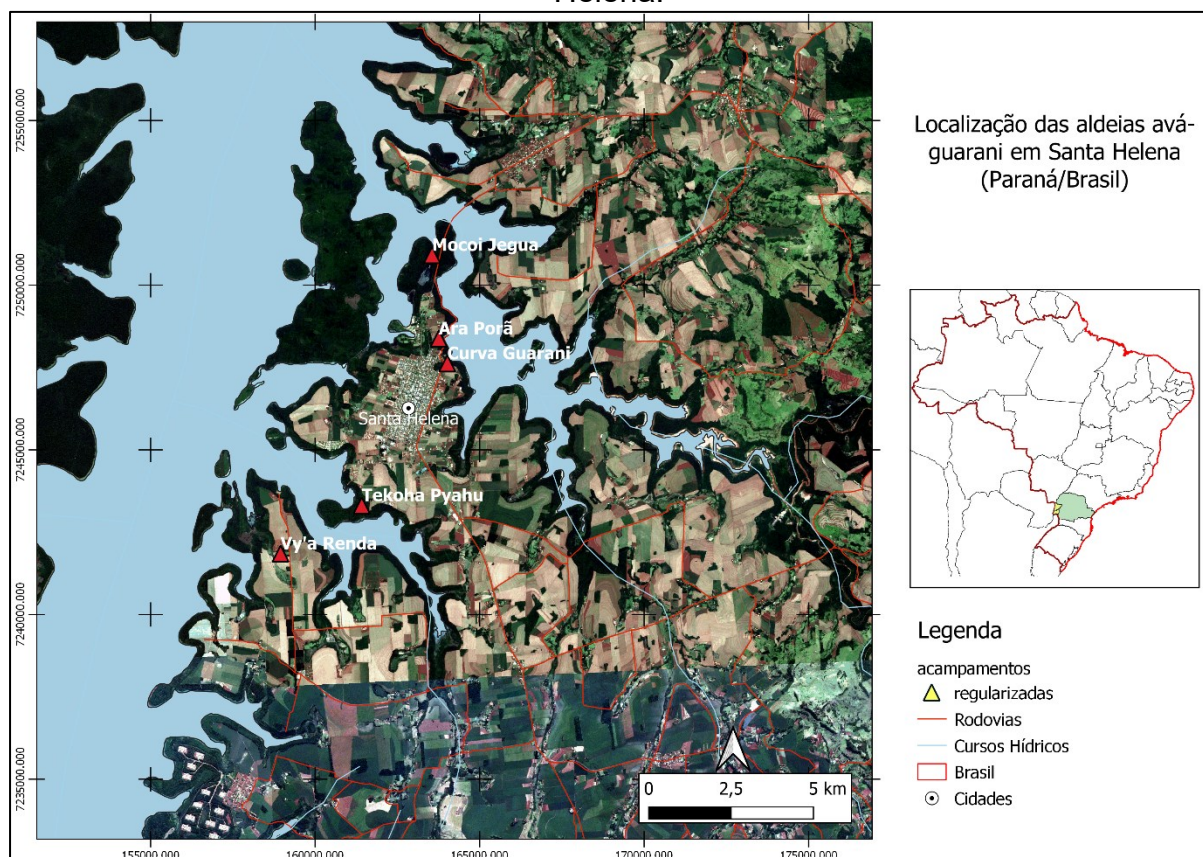 Helena.
Localização das aldeias avá-
guarani em Santa Helena
(Paraná/Brasil)
7255000.000
7250000.000
7245000.000
7240000.000
7235000.000
Mocoi Jegua
Ara Porã
Curva Guarani
Santa Helena
Tekoha Pyahu
Vy'a Renda
Legenda
acampamentos
regularizadas
Rodovias
Cursos Hídricos
Brasil
Cidades
0 2,5 5 km
155000.000 160000.000 165000.000 170000.000 175000.000